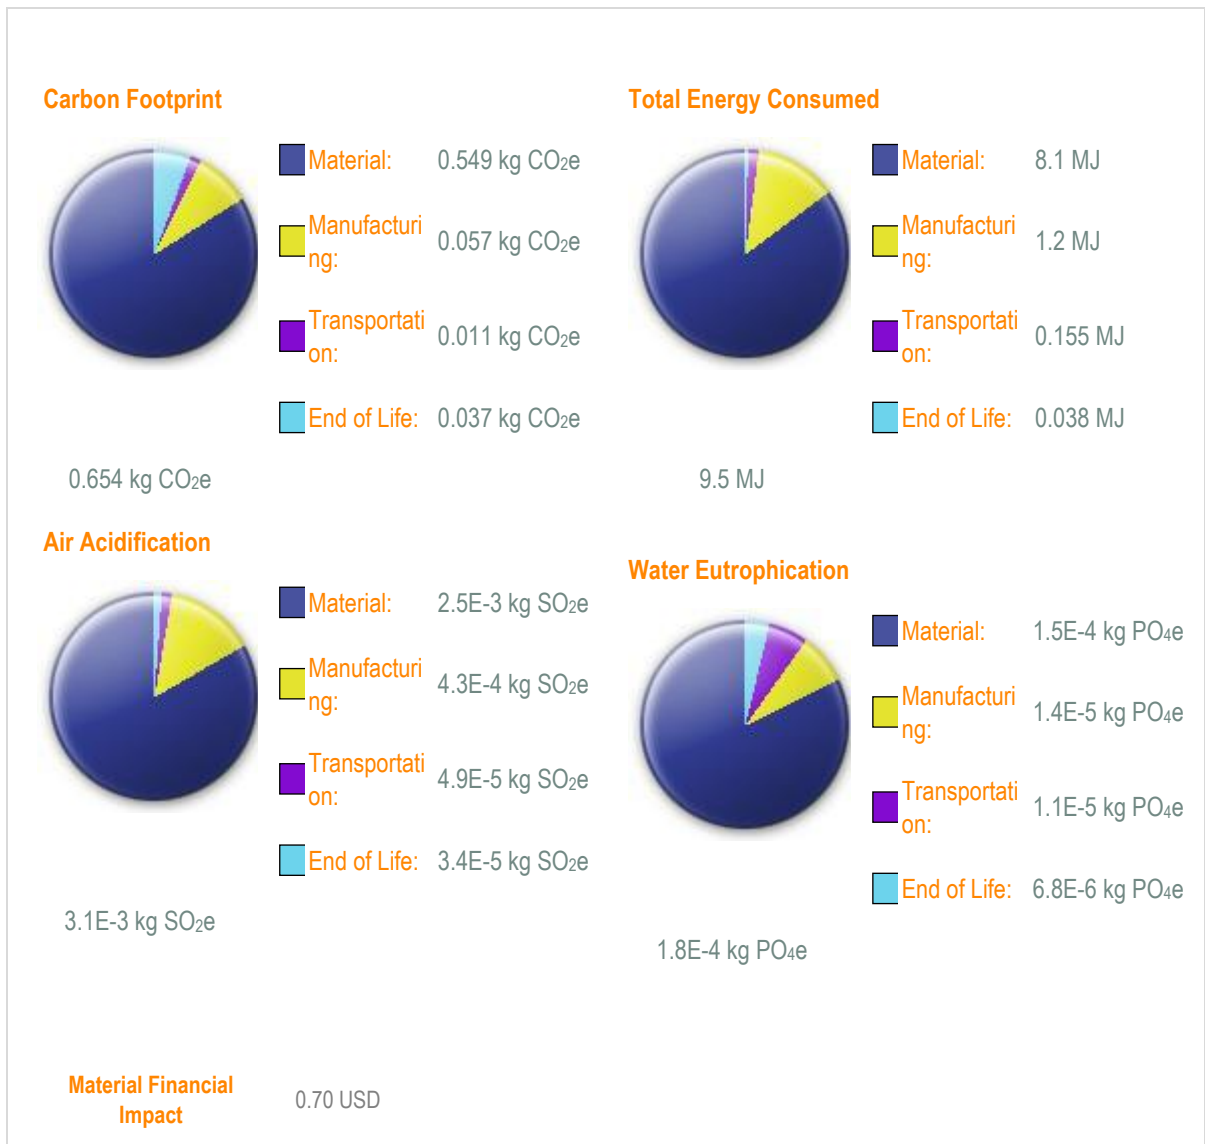 Carbon Footprint
Material: 0.549 kg CO2e
Manufacturi
ng: 0.057 kg CO2e
Transportati
on: 0.011 kg CO2e
End of Life: 0.037 kg CO2e
0.654 kg CO2e
Total Energy Consumed
Material: 8.1 MJ
Manufacturi
ng: 1.2 MJ
Transportati
on: 0.155 MJ
End of Life: 0.038 MJ
9.5 MJ
Air Acidification
Material: 2.5E-3 kg SO2e
Manufacturi
ng: 4.3E-4 kg SO2e
Transportati
on: 4.9E-5 kg SO2e
End of Life: 3.4E-5 kg SO2e
3.1E-3 kg SO2e
Water Eutrophication
Material: 1.5E-4 kg PO4e
Manufacturi
ng: 1.4E-5 kg PO4e
Transportati
on: 1.1E-5 kg PO4e
End of Life: 6.8E-6 kg PO4e
1.8E-4 kg PO4e
Material Financial
Impact
0.70 USD